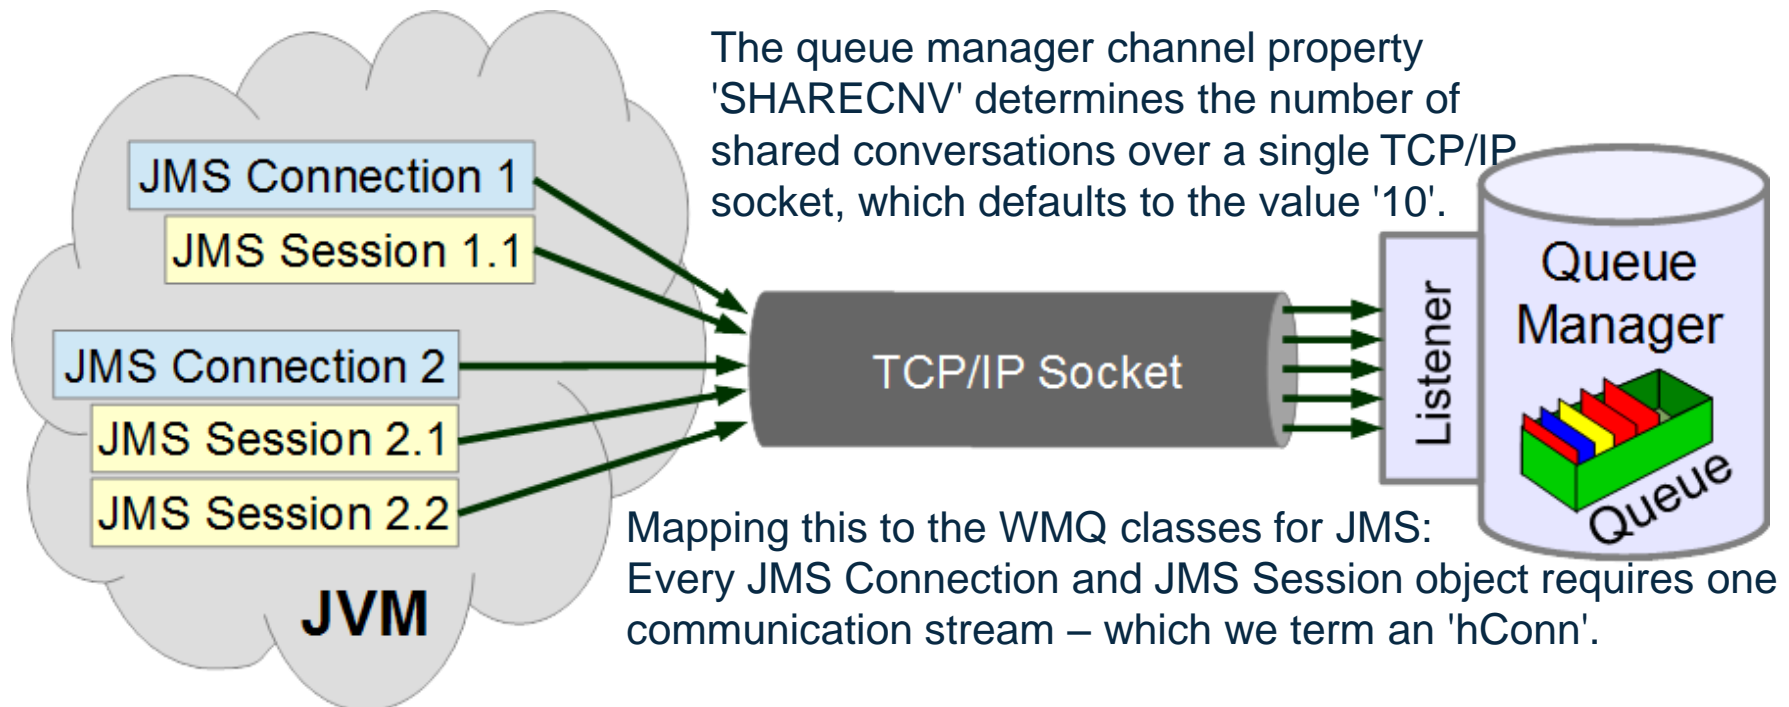 The queue manager channel property
'SHARECNV' determines the number of
shared conversations over a single TCP/IP
socket, which defaults to the value '10'.
JMS Connection 1
JMS Session 1.1
JMS Connection 2
JMS Session 2.1
JMS Session 2.2
JVM
TCP/IP Socket
Listener
Queue
Manager
Queue
Mapping this to the WMQ classes for JMS:
Every JMS Connection and JMS Session object requires one
communication stream – which we term an 'hConn'.